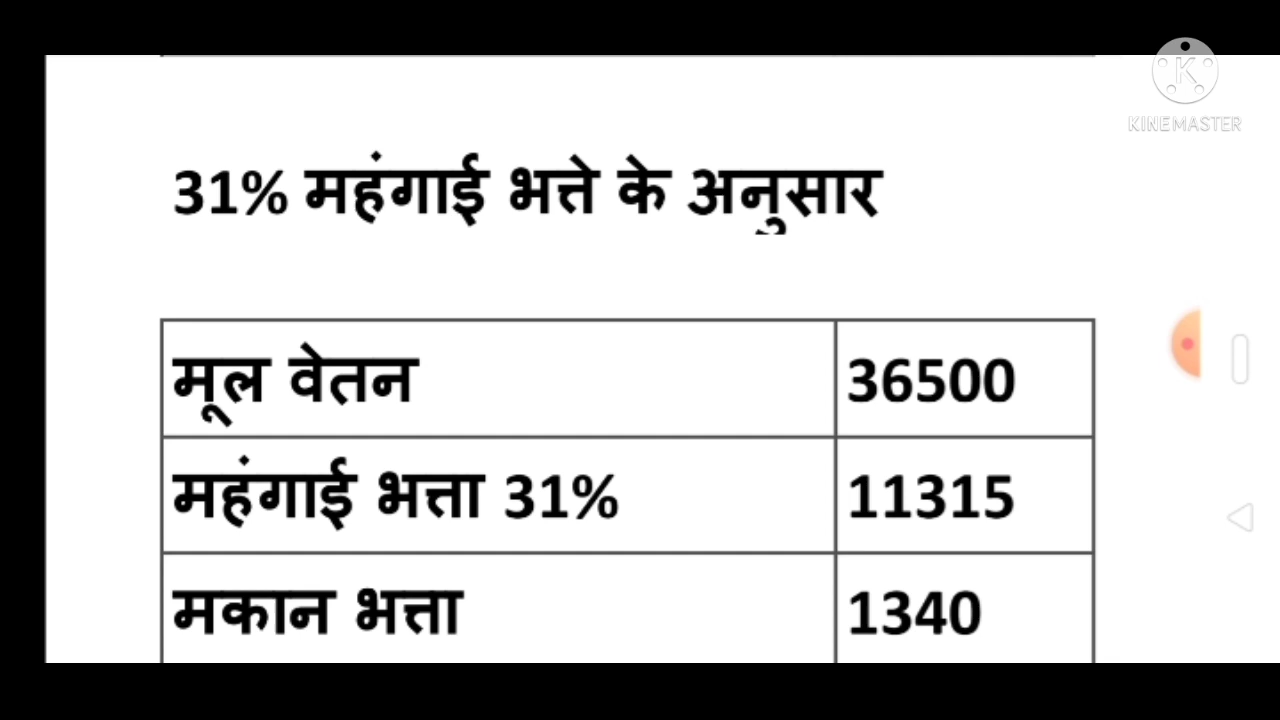 KINEMASTER
31% महंगाई भत्ते के अनुसार
मूल वेतन 36500
महंगाई भत्ता 31% 11315
मकान भत्ता 1340